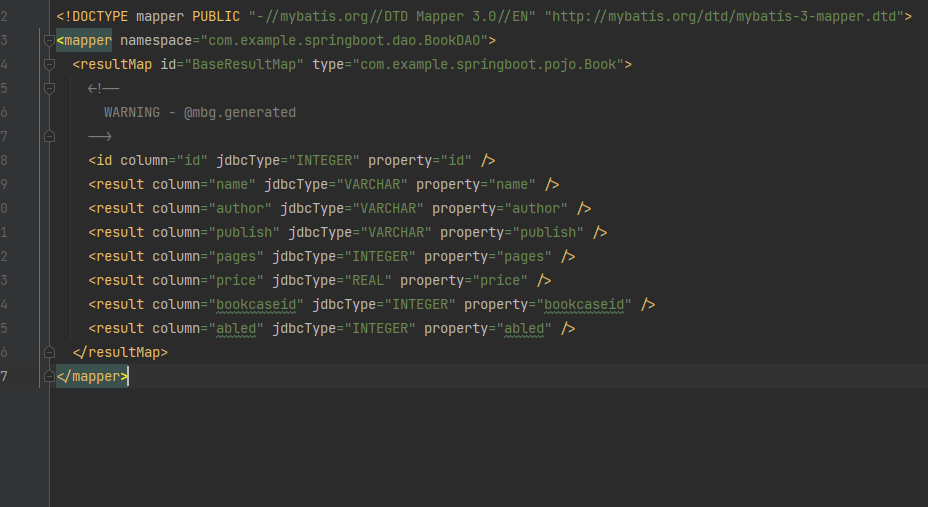 2 <!DOCTYPE mapper PUBLIC "-//mybatis.org//DTD Mapper 3.0//EN" "http://mybatis.org/dtd/mybatis-3-mapper.dtd">
3 <mapper namespace="com.example.springboot.dao.BookDAO">
4 <resultMap id="BaseResultMap" type="com.example.springboot.pojo.Book">
5 <!--
6 WARNING - @mbg.generated
7 -->
8 <id column="id" jdbcType="INTEGER" property="id" />
9 <result column="name" jdbcType="VARCHAR" property="name" />
0 <result column="author" jdbcType="VARCHAR" property="author" />
1 <result column="publish" jdbcType="VARCHAR" property="publish" />
2 <result column="pages" jdbcType="INTEGER" property="pages" />
3 <result column="price" jdbcType="REAL" property="price" />
4 <result column="bookcaseid" jdbcType="INTEGER" property="bookcaseid" />
5 <result column="abled" jdbcType="INTEGER" property="abled" />
6 </resultMap>
7 </mapper>